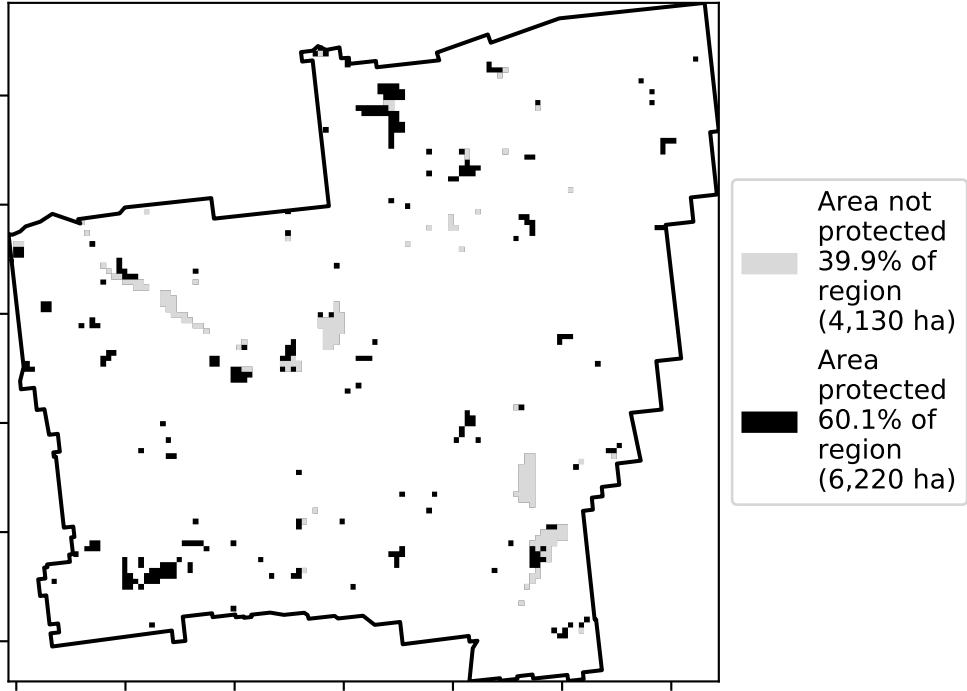 Area not
protected
39.9% of
region
(4,130 ha)
Area
protected
60.1% of
region
(6,220 ha)